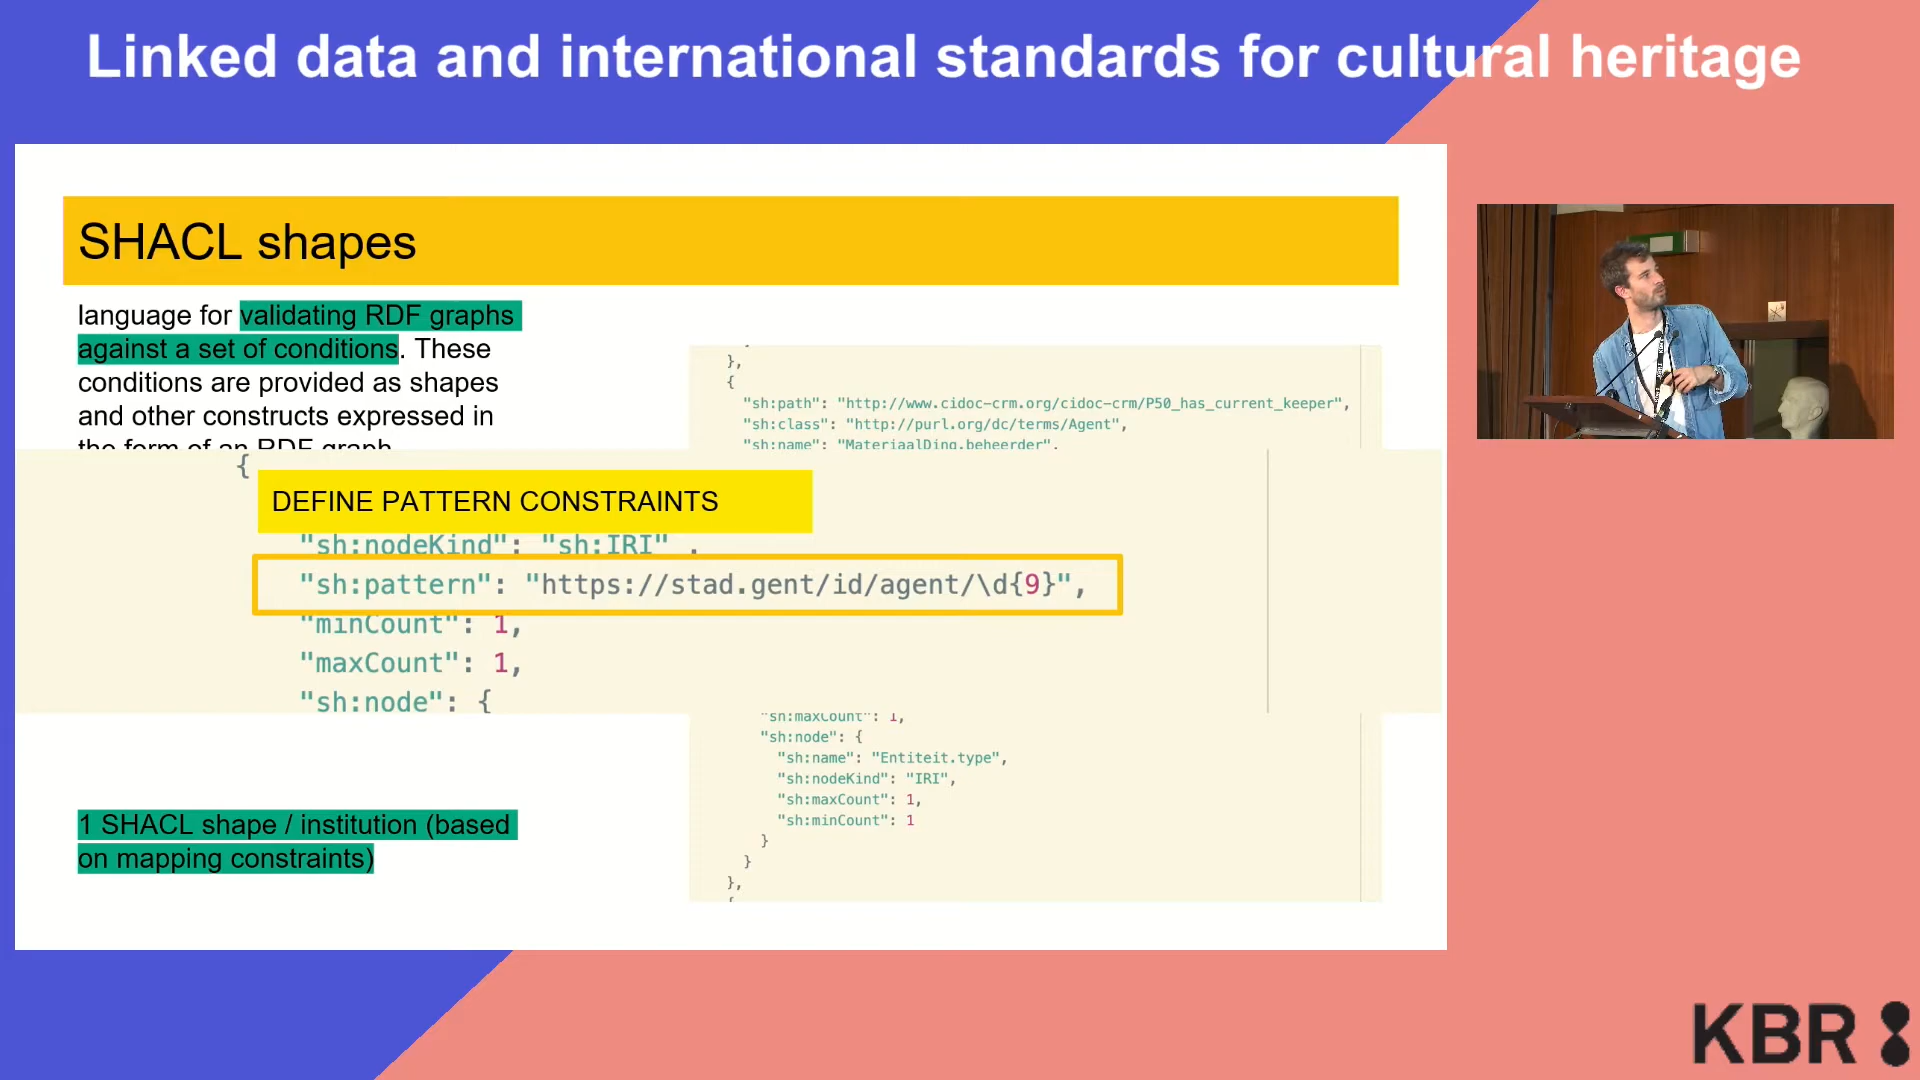 Linked data and international standards for cultural heritage
SHACL shapes
language for validating RDF graphs
against a set of conditions. These
conditions are provided as shapes
and other constructs expressed in
the form of an RDF graph
},
{
"sh:path": "http://www.cidoc-crm.org/cidoc-crm/P50_has_current_keeper",
"sh:class": "http://purl.org/dc/terms/Agent",
"sh:name": "MateriaalDing.beheerder",
{
DEFINE PATTERN CONSTRAINTS
"sh:nodeKind": "sh:IRI" ,
"sh:pattern": "https://stad.gent/id/agent/\d{9}",
"minCount": 1,
"maxCount": 1,
"sh:node": {
"sh:maxCount": 1,
"sh:node": {
"sh:name": "Entiteit.type",
"sh:nodeKind": "IRI",
"sh:maxCount": 1,
"sh:minCount": 1
}
}
},
{
1 SHACL shape / institution (based
on mapping constraints)
KBR